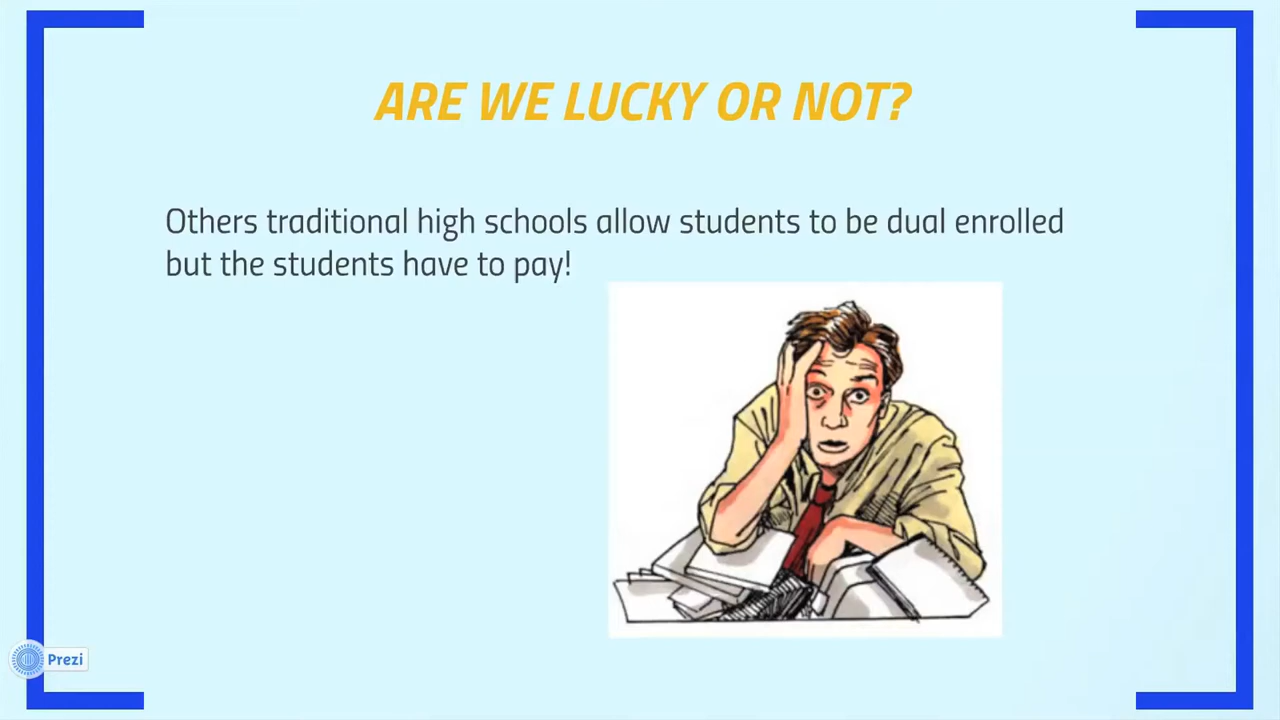 ARE WE LUCKY OR NOT?
Others traditional high schools allow students to be dual enrolled
but the students have to pay!
Prezi